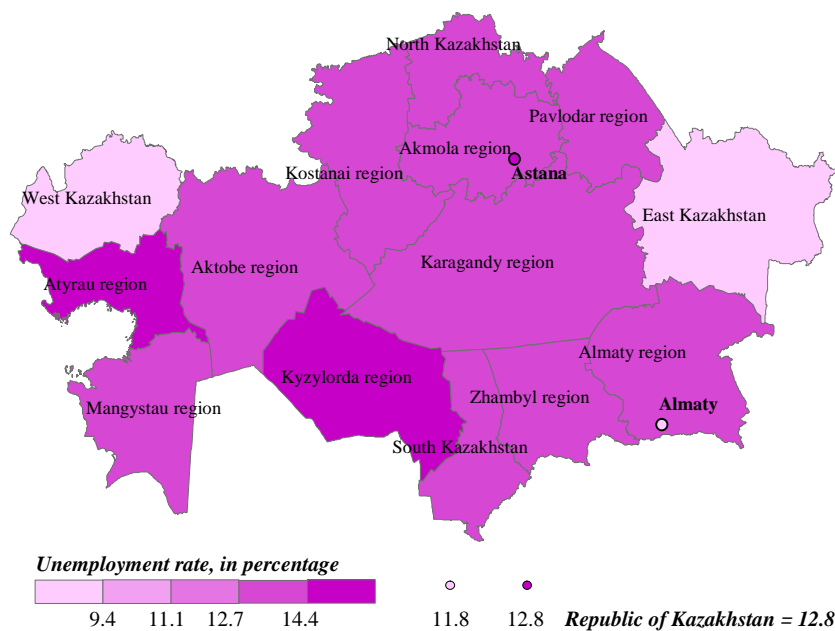 North Kazakhstan
Pavlodar region
Akmola region
Astana
Kostanai region
West Kazakhstan
East Kazakhstan
Karagandy region
Aktobe region
Atyrau region
Almaty region
Kyzylorda region
Zhambyl region
Almaty
Mangystau region
South Kazakhstan
Unemployment rate, in percentage
9.4 11.1 12.7 14.4 11.8 12.8 Republic of Kazakhstan = 12.8